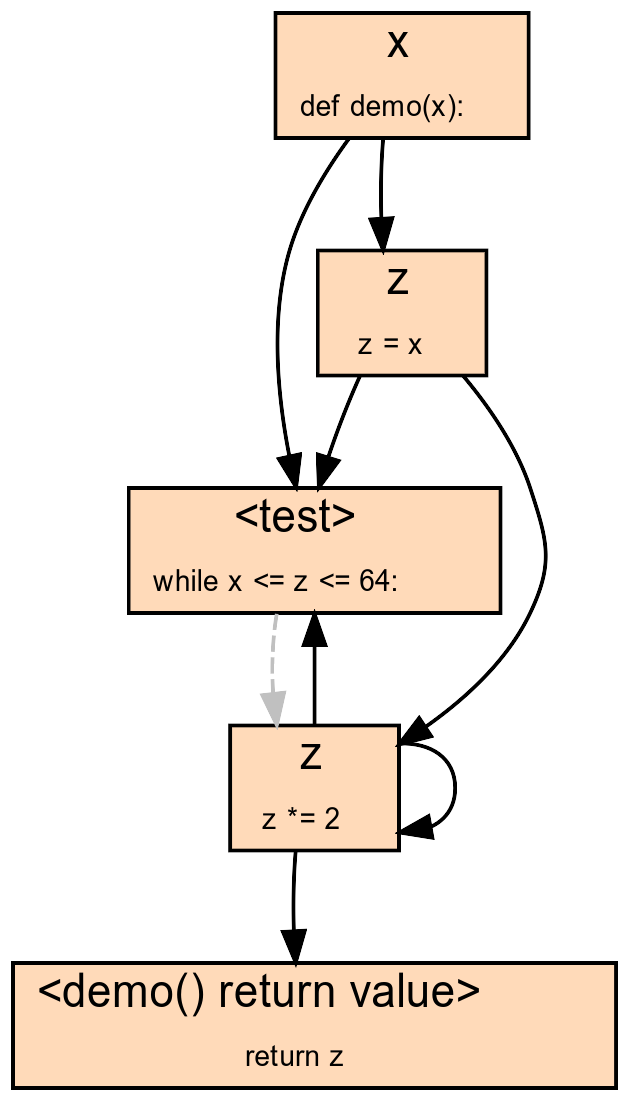 x
def demo(x):
z
z = x
<test>
while x <= z <= 64:
z
z *= 2
<demo() return value>
return z